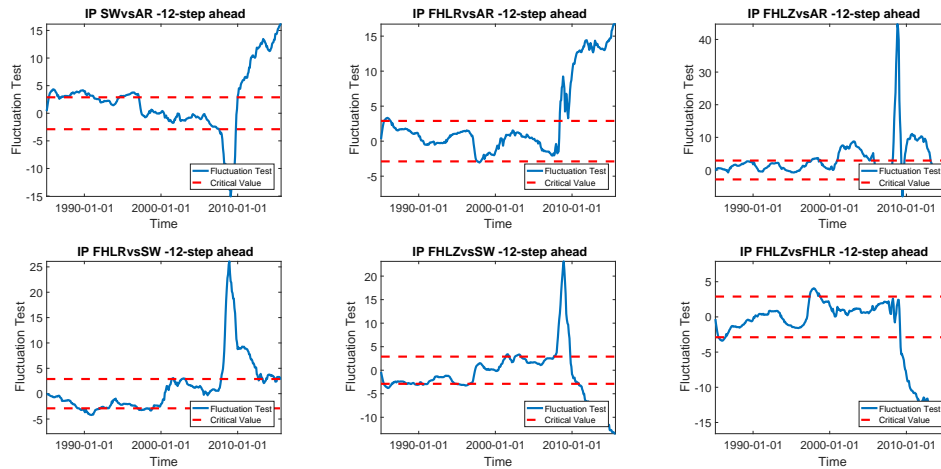 IP SWvsAR -12-step ahead
Fluctuation Test
15
10
5
0
-5
-10
-15
1990-01-01 2000-01-01 2010-01-01
Time
Fluctuation Test
Critical Value
IP FHLRvsAR -12-step ahead
Fluctuation Test
15
10
5
0
-5
1990-01-01 2000-01-01 2010-01-01
Time
Fluctuation Test
Critical Value
IP FHLZvsAR -12-step ahead
Fluctuation Test
40
30
20
10
0
1990-01-01 2000-01-01 2010-01-01
Time
Fluctuation Test
Critical Value
IP FHLRvsSW -12-step ahead
Fluctuation Test
25
20
15
10
5
0
-5
1990-01-01 2000-01-01 2010-01-01
Time
Fluctuation Test
Critical Value
IP FHLZvsSW -12-step ahead
Fluctuation Test
20
10
0
-10
1990-01-01 2000-01-01 2010-01-01
Time
Fluctuation Test
Critical Value
IP FHLZvsFHLR -12-step ahead
Fluctuation Test
5
0
-5
-10
-15
1990-01-01 2000-01-01 2010-01-01
Time
Fluctuation Test
Critical Value